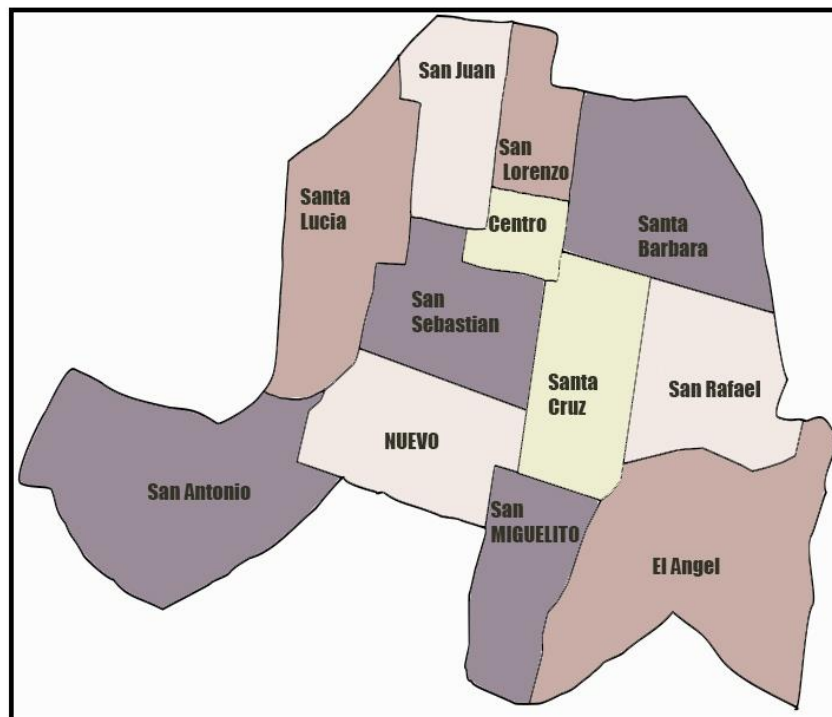 San Juan
San
Lorenzo
Santa
Lucia
Centro
Santa
Barbara
San
Sebastian
Santa
Cruz
San Rafael
NUEVO
San Antonio
San
MIGUELITO
El Angel